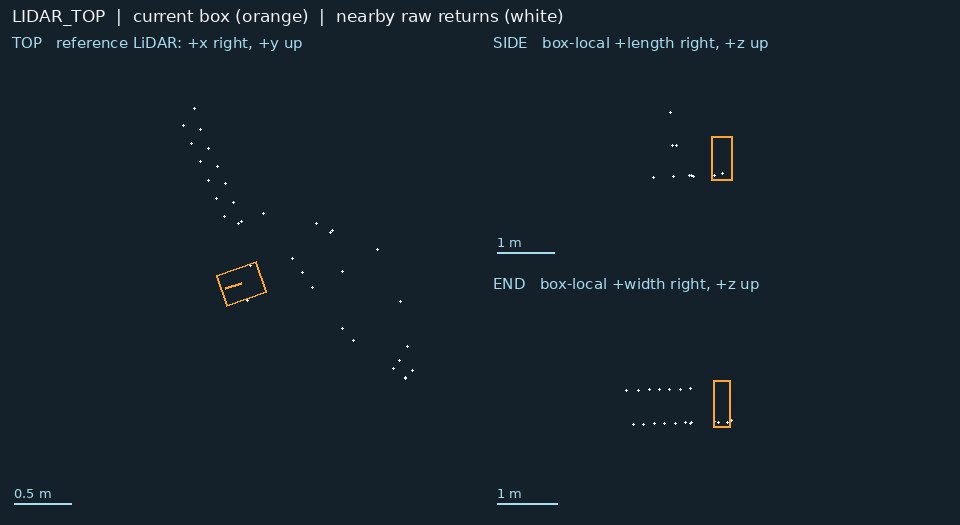 LIDAR_TOP  |  current box (orange)  |  nearby raw returns (white)
TOP   reference LiDAR: +x right, +y up
SIDE   box-local +length right, +z up
1 m
END   box-local +width right, +z up
0.5 m
1 m